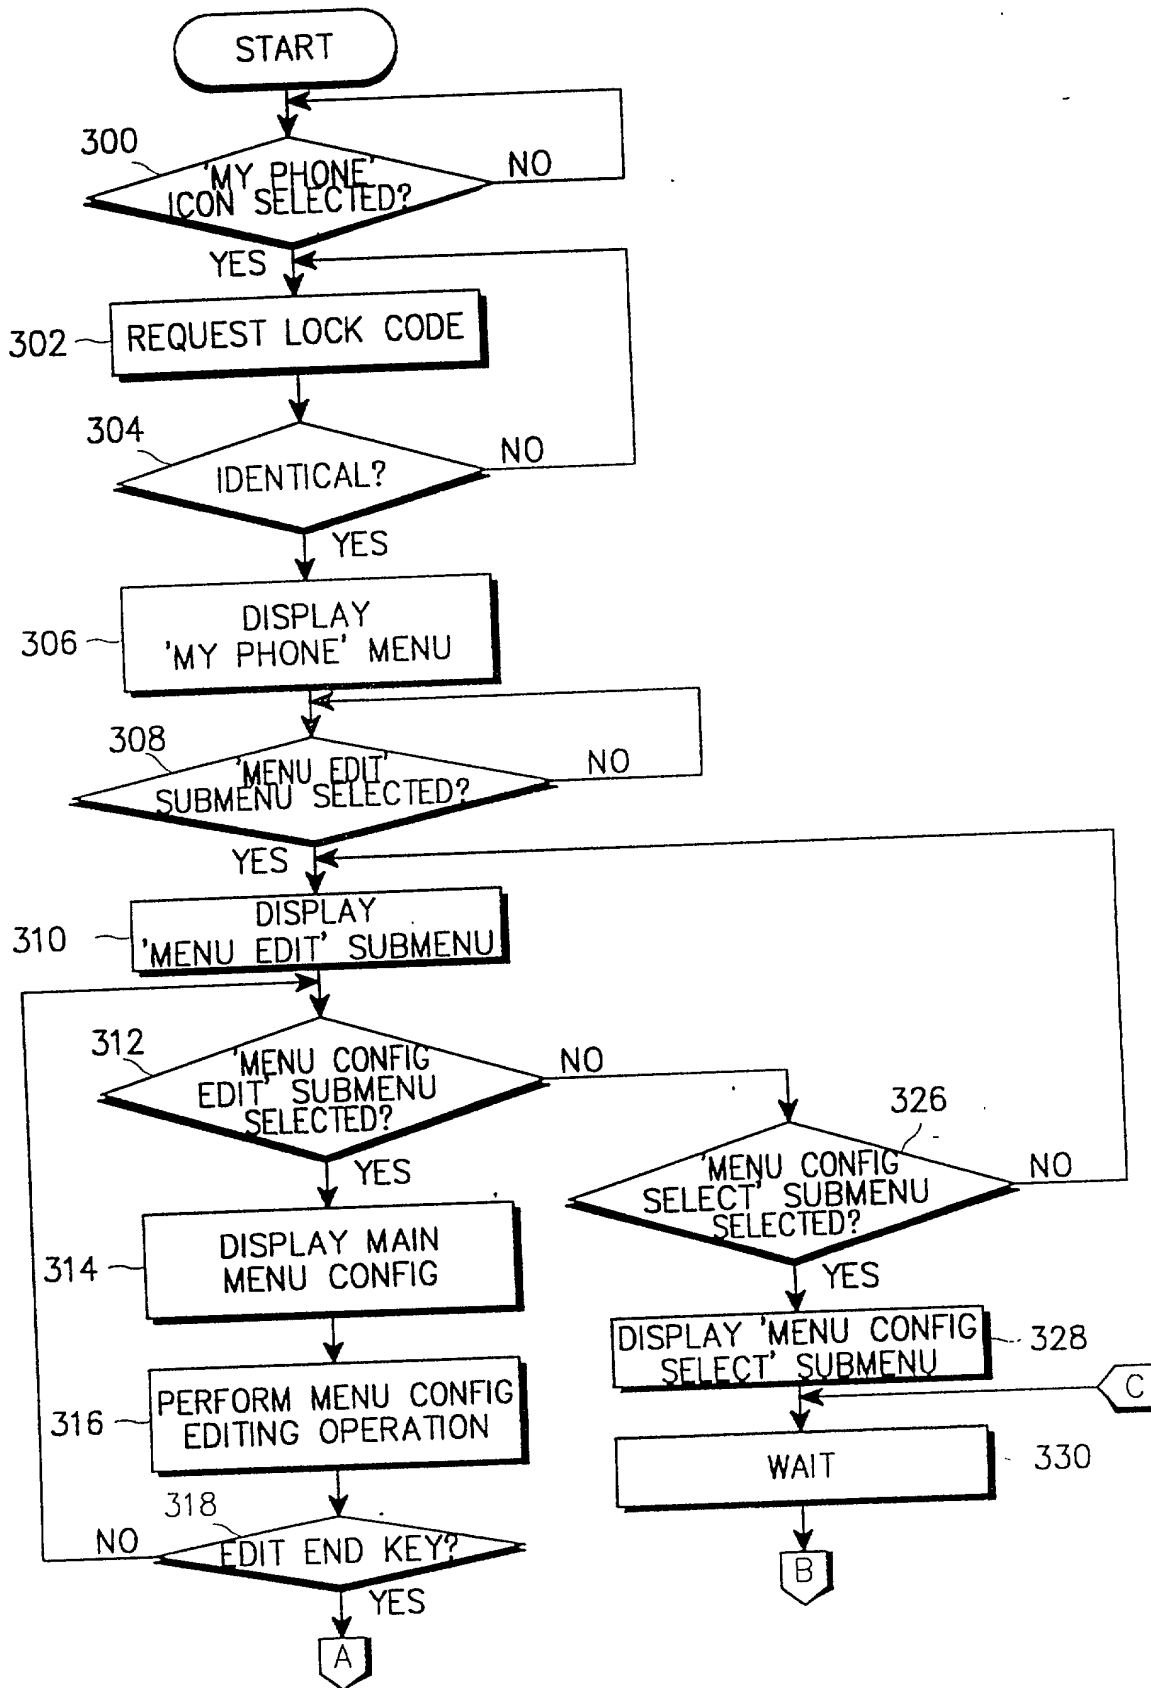 START
300
'MY PHONE'
ICON SELECTED?
NO
YES
302
REQUEST LOCK CODE
304
IDENTICAL?
NO
YES
306
DISPLAY
'MY PHONE' MENU
308
'MENU EDIT'
SUBMENU SELECTED?
NO
YES
310
DISPLAY
'MENU EDIT' SUBMENU
312
'MENU CONFIG
EDIT' SUBMENU
SELECTED?
NO
YES
326
'MENU CONFIG
SELECT' SUBMENU
SELECTED?
NO
YES
314
DISPLAY MAIN
MENU CONFIG
DISPLAY 'MENU CONFIG
SELECT' SUBMENU
328
C
316
PERFORM MENU CONFIG
EDITING OPERATION
WAIT
330
318
EDIT END KEY?
NO
YES
B
A